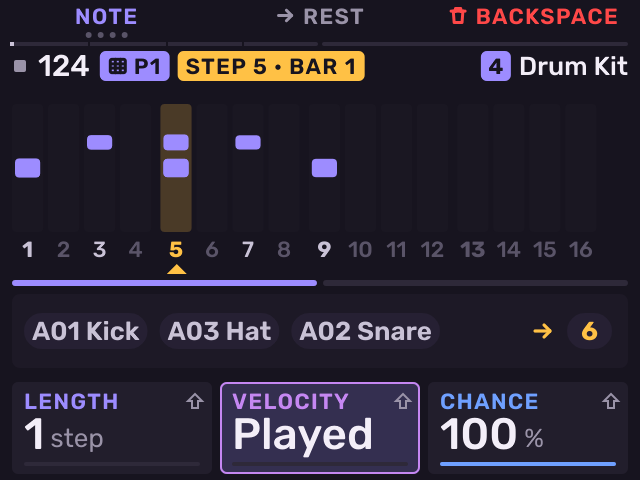 NOTE → REST BACKSPACE
124 P1 STEP 5 • BAR 1 4 Drum Kit
1 2 3 4 5 6 7 8 9 10 11 12 13 14 15 16
A01 Kick A03 Hat A02 Snare → 6
LENGTH VELOCITY CHANCE
1 step Played 100 %